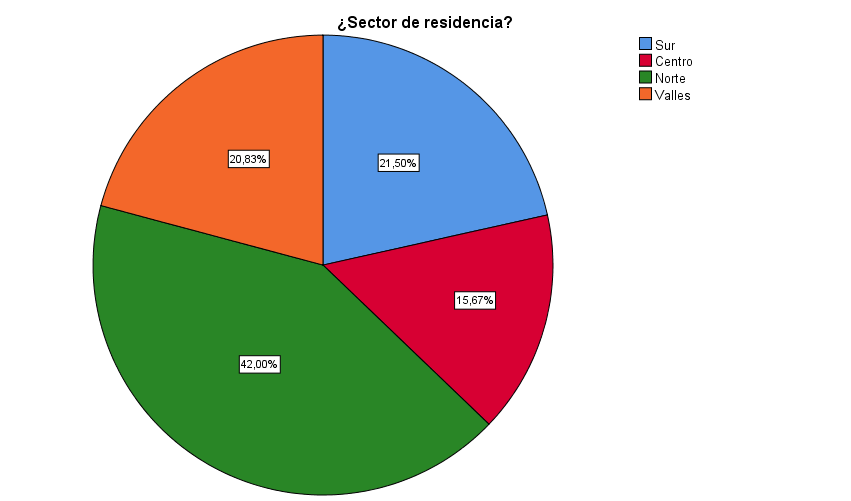 ¿Sector de residencia?
Sur
Centro
Norte
Valles
20,83%
21,50%
15,67%
42,00%